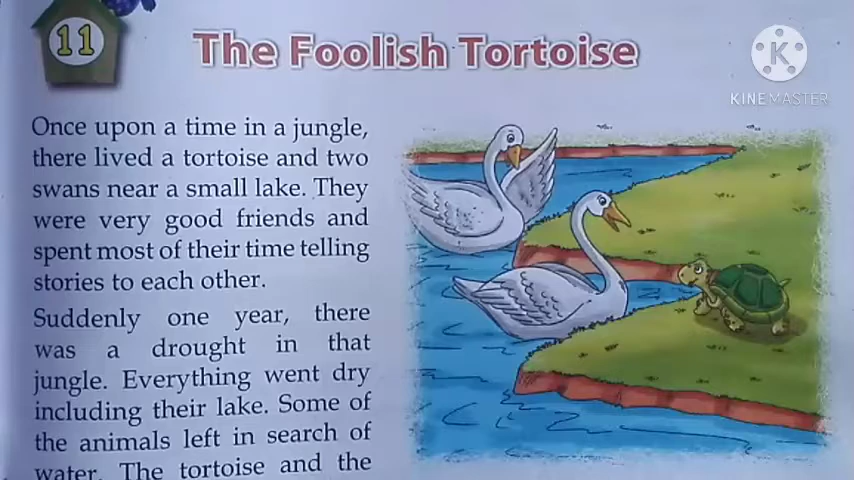 11
The Foolish Tortoise
KINEMASTER
Once upon a time in a jungle,
there lived a tortoise and two
swans near a small lake. They
were very good friends and
spent most of their time telling
stories to each other.
Suddenly one year, there
was a drought in that
jungle. Everything went dry
including their lake. Some of
the animals left in search of
water. The tortoise and the